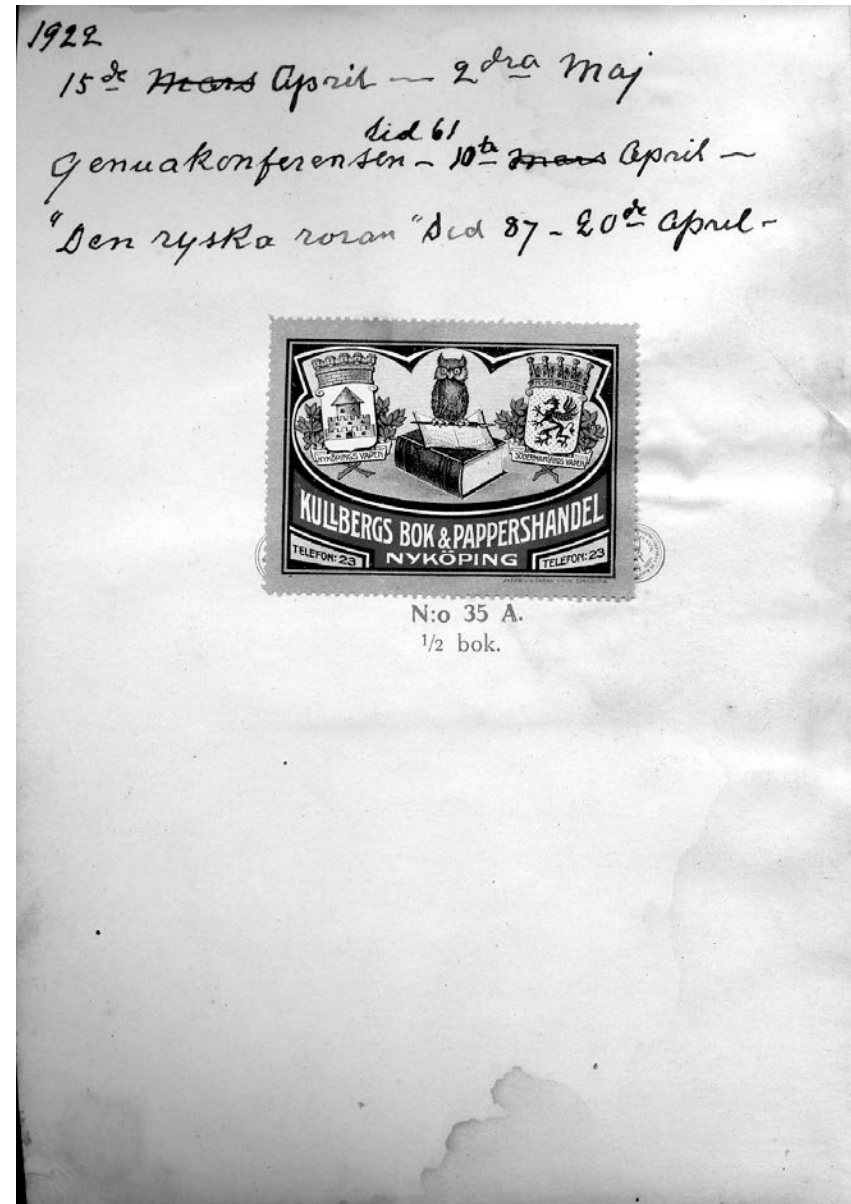 1922
15de mars April — 2dra Maj
sid 61
Genuakonferensen - 10ta mars April —
"Den ryska roran" Sid 87 - 20de April -
NYKÖPINGS VAPEN
SÖDERMANLANDS VAPEN
KULLBERGS BOK & PAPPERSHANDEL
TELEFON: 23
NYKÖPING
TELEFON: 23
N:o 35 A.
1/2 bok.